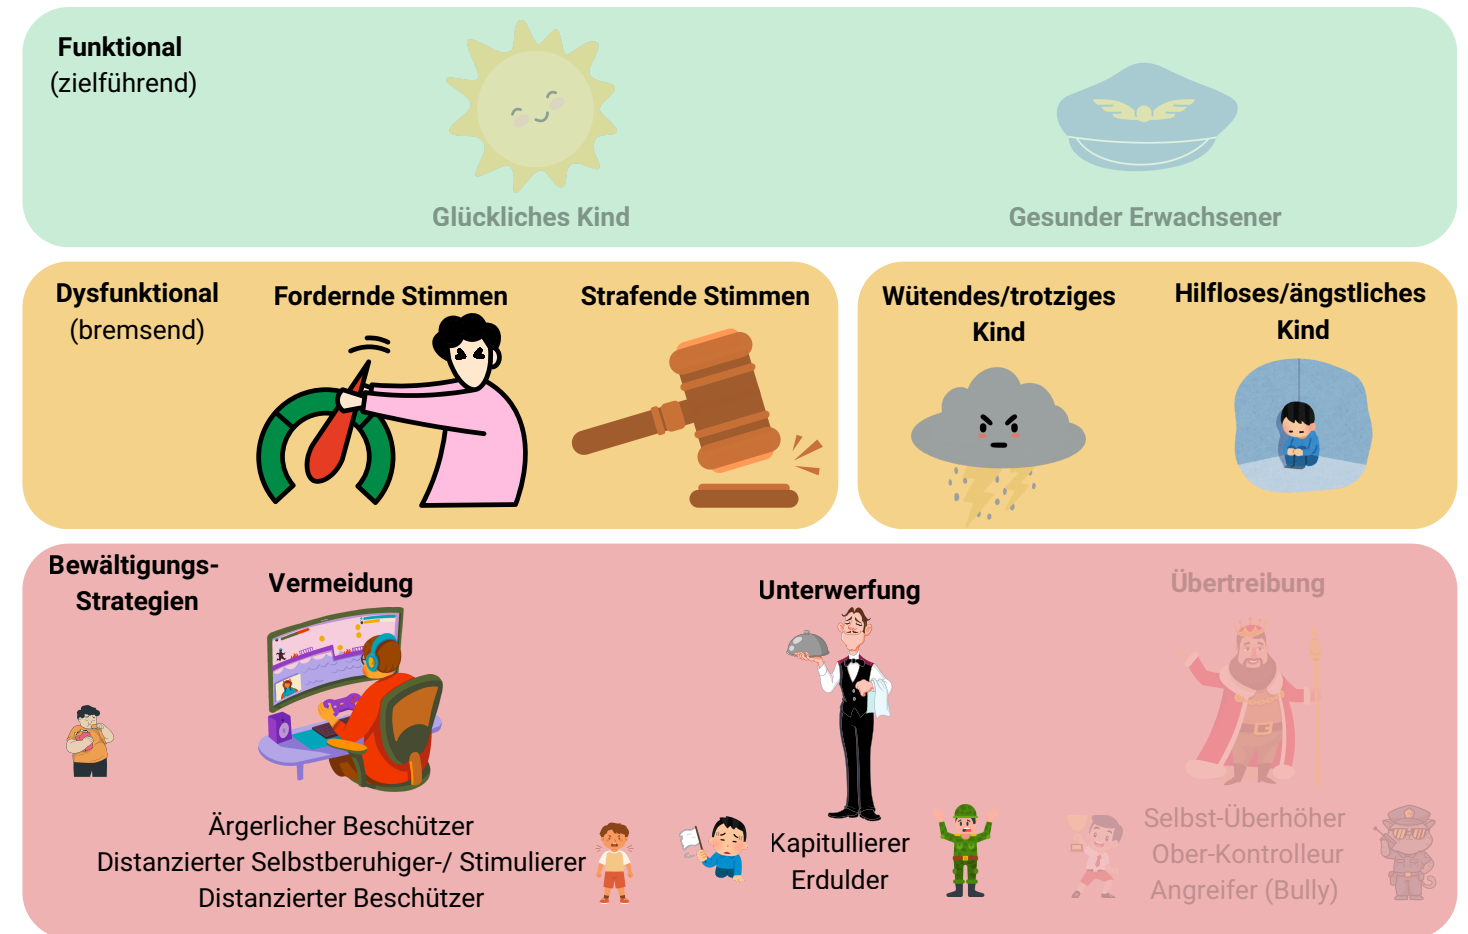 Funktional
(zielführend)
Glückliches Kind
Gesunder Erwachsener
Dysfunktional
(bremsend)
Fordernde Stimmen
Strafende Stimmen
Wütendes/trotziges
Kind
Hilfloses/ängstliches
Kind
Bewältigungs-
Strategien
Vermeidung
Ärgerlicher Beschützer
Distanzierter Selbstberuhiger-/ Stimulierer
Distanzierter Beschützer
Unterwerfung
Kapitullierer
Erdulder
Übertreibung
Selbst-Überhöher
Ober-Kontrolleur
Angreifer (Bully)